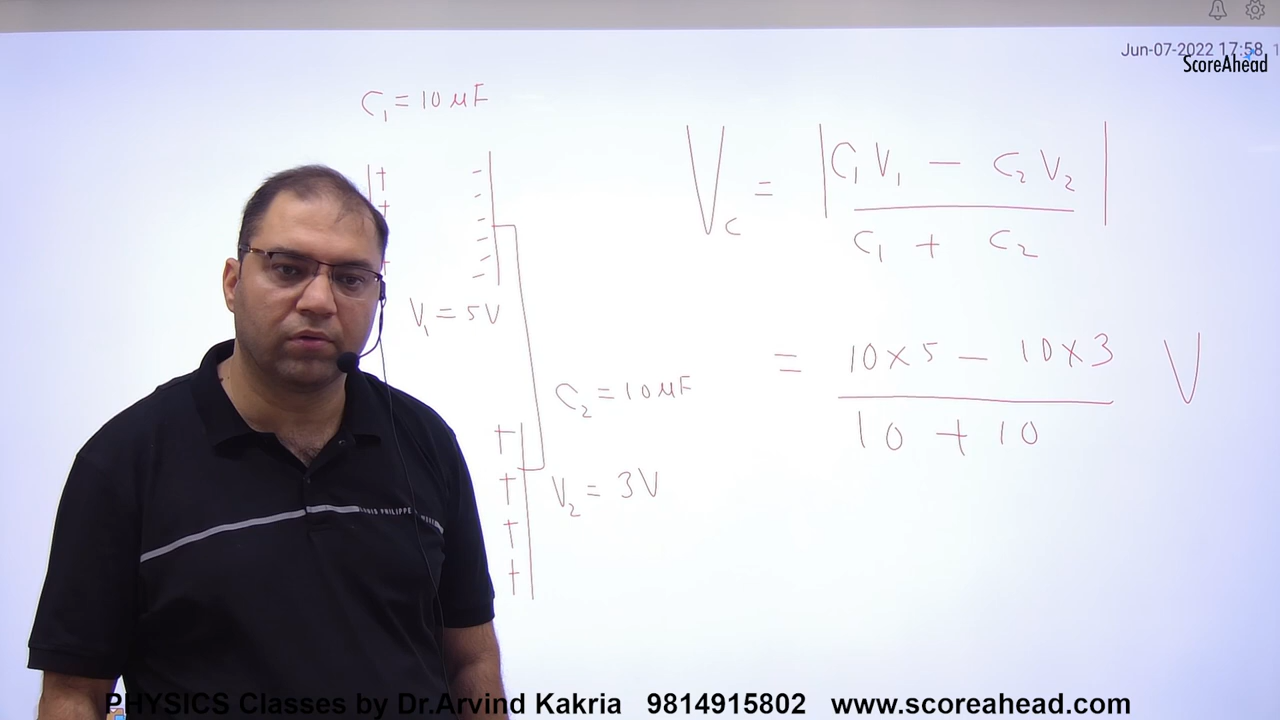 Jun-07-2022 17:58, 1
ScoreAhead
C₁ = 10 μF
+
+
V₁ = 5V
C₂ = 10 μF
V₂ = 3V
+
+
+
+
V_C = |C₁V₁ – C₂V₂|
C₁ + C₂
= 10 × 5 – 10 × 3 V
10 + 10
PHYSICS Classes by Dr.Arvind Kakria 9814915802 www.scoreahead.com